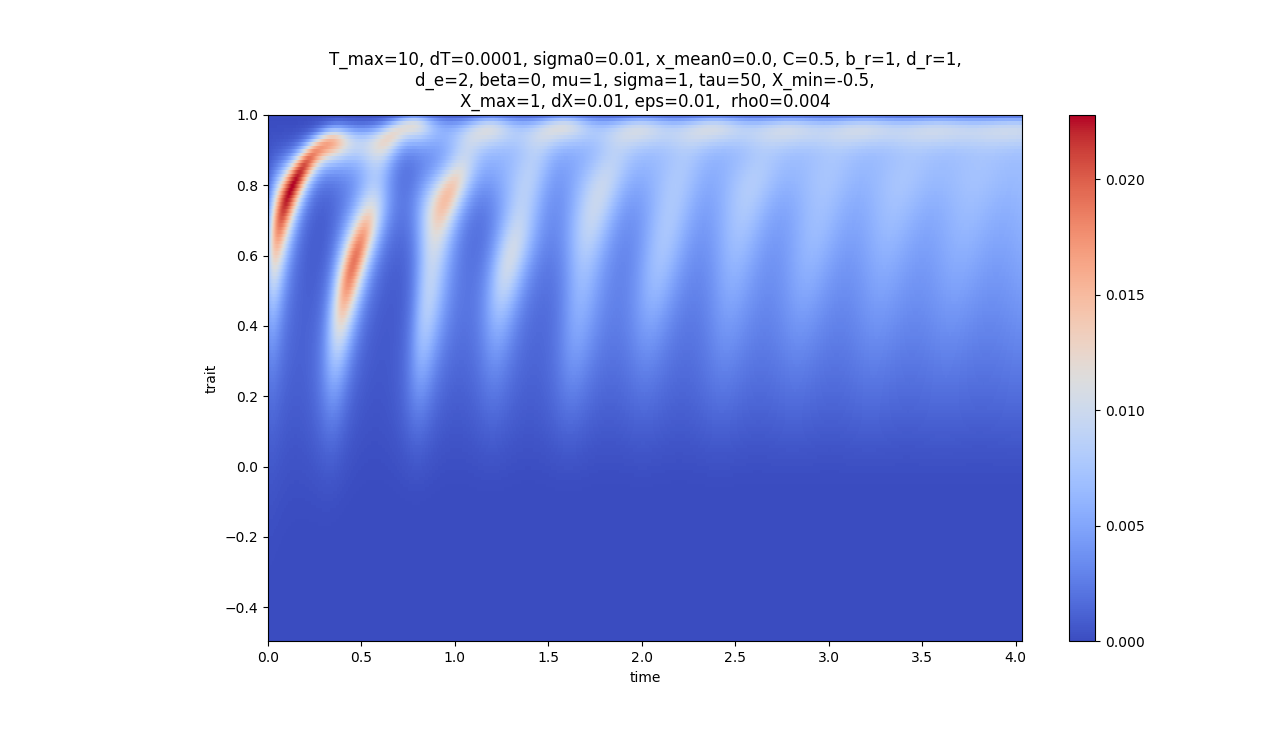 T_max=10, dT=0.0001, sigma0=0.01, x_mean0=0.0, C=0.5, b_r=1, d_r=1,
d_e=2, beta=0, mu=1, sigma=1, tau=50, X_min=-0.5,
X_max=1, dX=0.01, eps=0.01,  rho0=0.004
1.0
0.8
0.6
0.4
0.2
0.0
−0.2
−0.4
trait
0.0 0.5 1.0 1.5 2.0 2.5 3.0 3.5 4.0
time
0.020
0.015
0.010
0.005
0.000